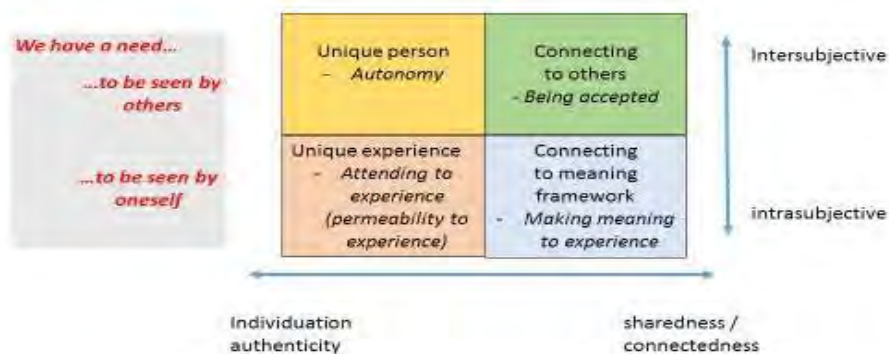 We have a need…
…to be seen by
others
…to be seen by
oneself
Unique person
- Autonomy
Connecting
to others
- Being accepted
Unique experience
- Attending to
experience
(permeability to
experience)
Connecting
to meaning
framework
- Making meaning
to experience
Intersubjective
intrasubjective
Individuation
authenticity
sharedness /
connectedness